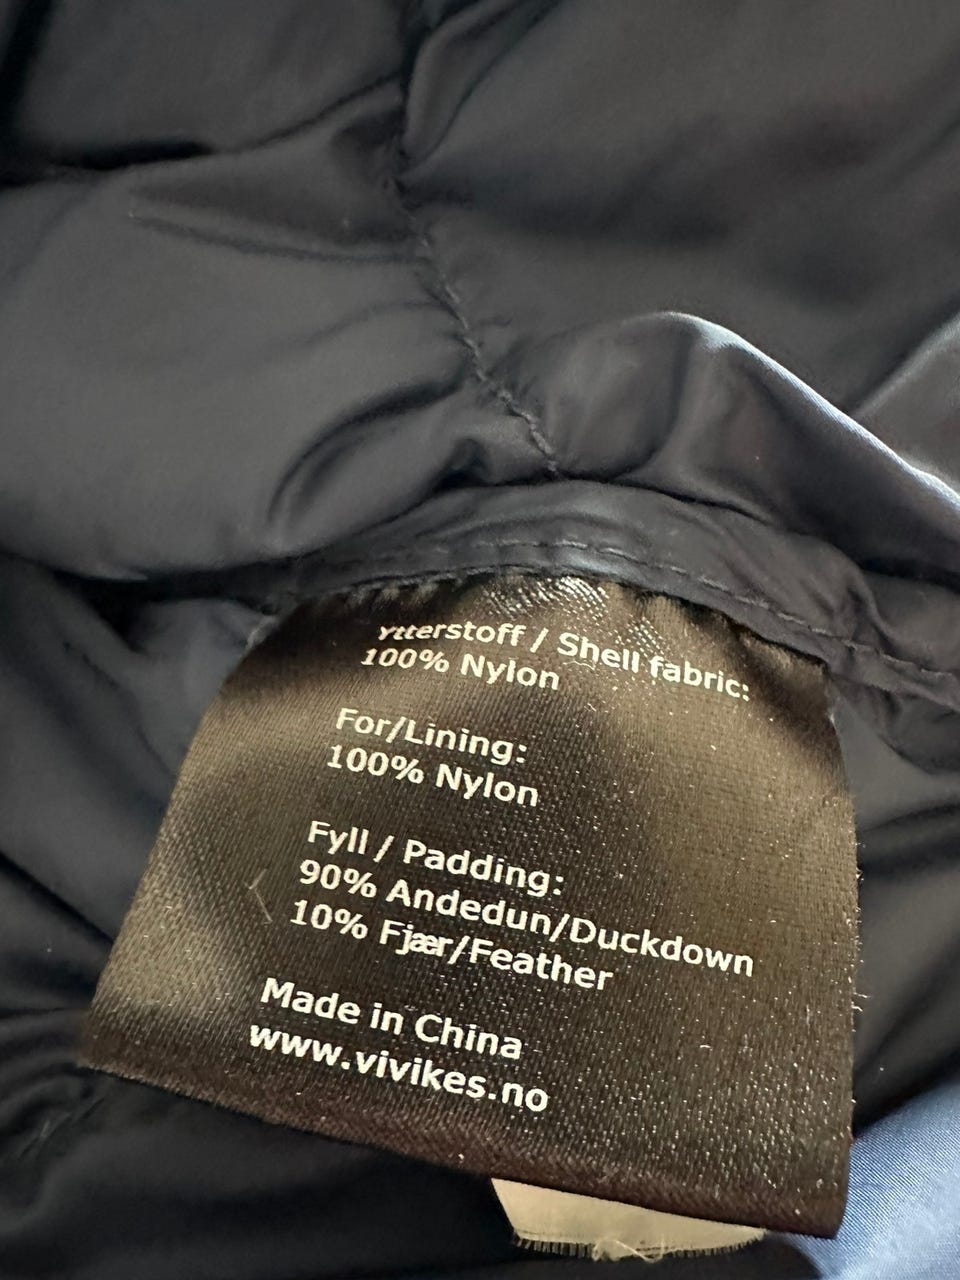 Ytterstoff / Shell fabric:
100% Nylon
For/Lining:
100% Nylon
Fyll / Padding:
90% Andedun/Duckdown
10% Fjær/Feather
Made in China
www.vivikes.no